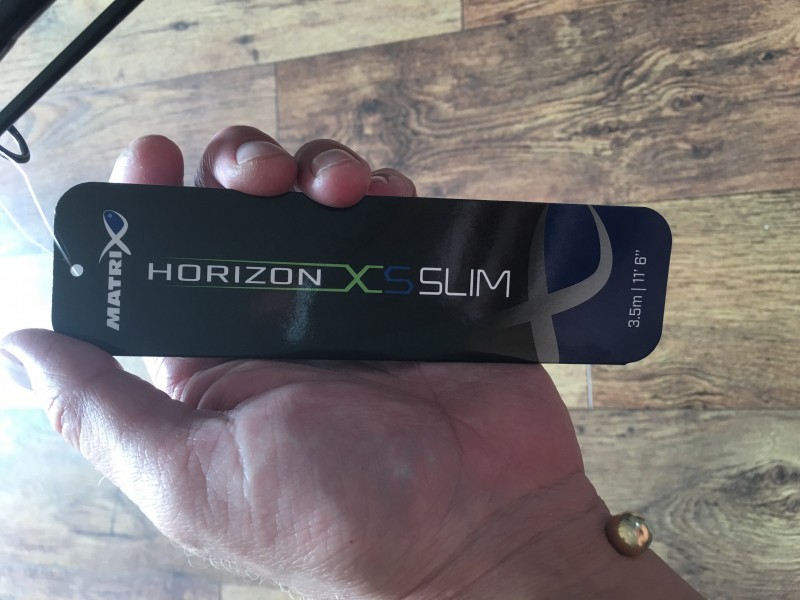 MATRIX
HORIZON XS SLIM
3.5m | 11' 6"